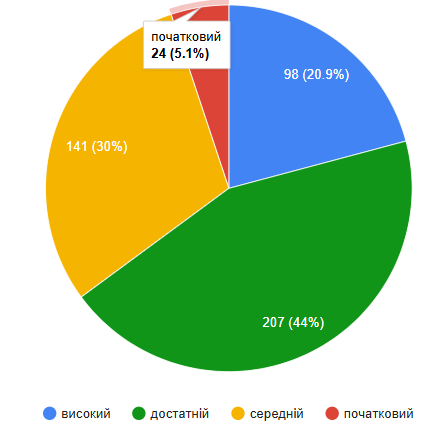 початковий
24 (5.1%)
98 (20.9%)
141 (30%)
207 (44%)
високий
достатній
середній
початковий